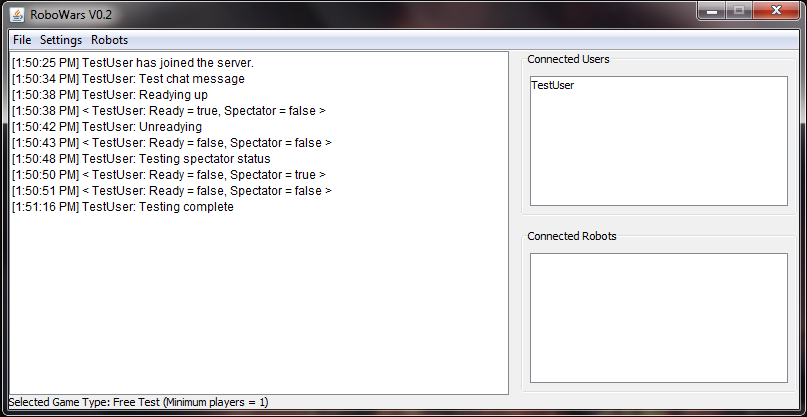 RoboWars V0.2
File Settings Robots
[1:50:25 PM] TestUser has joined the server.
[1:50:34 PM] TestUser: Test chat message
[1:50:38 PM] TestUser: Readying up
[1:50:38 PM] < TestUser: Ready = true, Spectator = false >
[1:50:42 PM] TestUser: Unreadying
[1:50:43 PM] < TestUser: Ready = false, Spectator = false >
[1:50:48 PM] TestUser: Testing spectator status
[1:50:50 PM] < TestUser: Ready = false, Spectator = true >
[1:50:51 PM] < TestUser: Ready = false, Spectator = false >
[1:51:16 PM] TestUser: Testing complete
Connected Users
TestUser
Connected Robots
Selected Game Type: Free Test (Minimum players = 1)